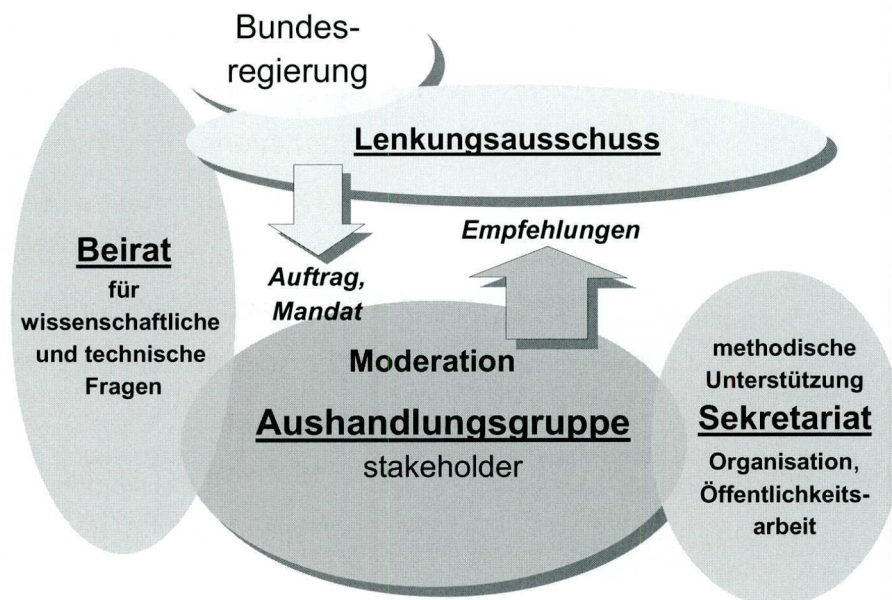 Bundes-
regierung
Lenkungsausschuss
Beirat
für
wissenschaftliche
und technische
Fragen
Auftrag,
Mandat
Empfehlungen
Moderation
Aushandlungsgruppe
stakeholder
methodische
Unterstützung
Sekretariat
Organisation,
Öffentlichkeits-
arbeit